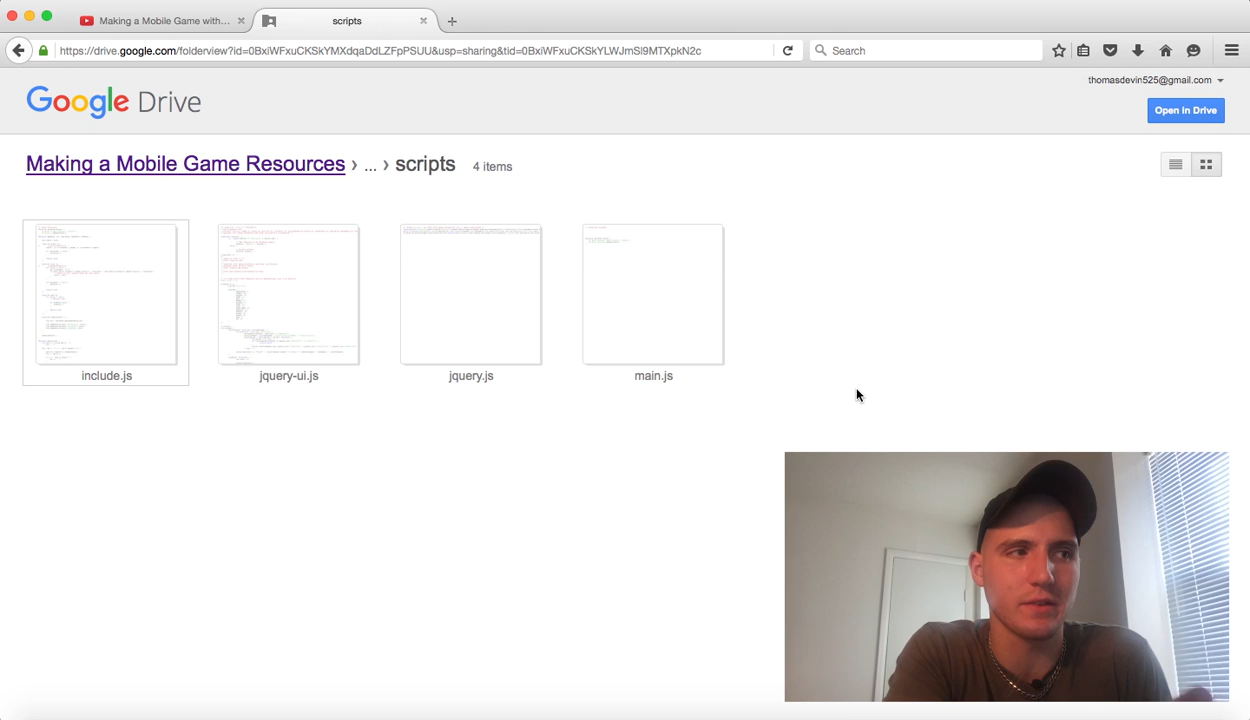 Making a Mobile Game with...
scripts
https://drive.google.com/folderview?id=0BxiWFxuCKSkYMXdqaDdLZFpPSUU&usp=sharing&tid=0BxiWFxuCKSkYLWJmSl9MTXpkN2c
Search
thomasdevin525@gmail.com
Google Drive
Open in Drive
Making a Mobile Game Resources › ... › scripts 4 items
include.js
jquery-ui.js
jquery.js
main.js